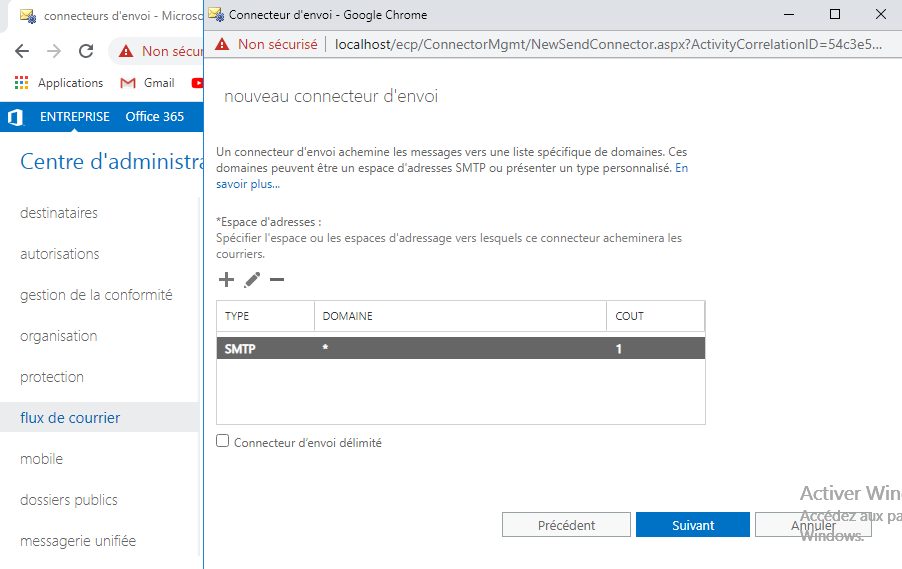 connecteurs d'envoi - Microso
Connecteur d'envoi - Google Chrome
Non sécur
Non sécurisé
localhost/ecp/ConnectorMgmt/NewSendConnector.aspx?ActivityCorrelationID=54c3e5...
Applications
Gmail
ENTREPRISE
Office 365
Centre d'administra
destinataires
autorisations
gestion de la conformité
organisation
protection
flux de courrier
mobile
dossiers publics
messagerie unifiée
nouveau connecteur d'envoi
Un connecteur d'envoi achemine les messages vers une liste spécifique de domaines. Ces
domaines peuvent être un espace d'adresses SMTP ou présenter un type personnalisé. En
savoir plus...
*Espace d'adresses :
Spécifier l'espace ou les espaces d'adressage vers lesquels ce connecteur acheminera les
courriers.
TYPE DOMAINE COUT
SMTP * 1
Connecteur d'envoi délimité
Précédent
Suivant
Annuler
Activer Win
Accédez aux pa
Windows.